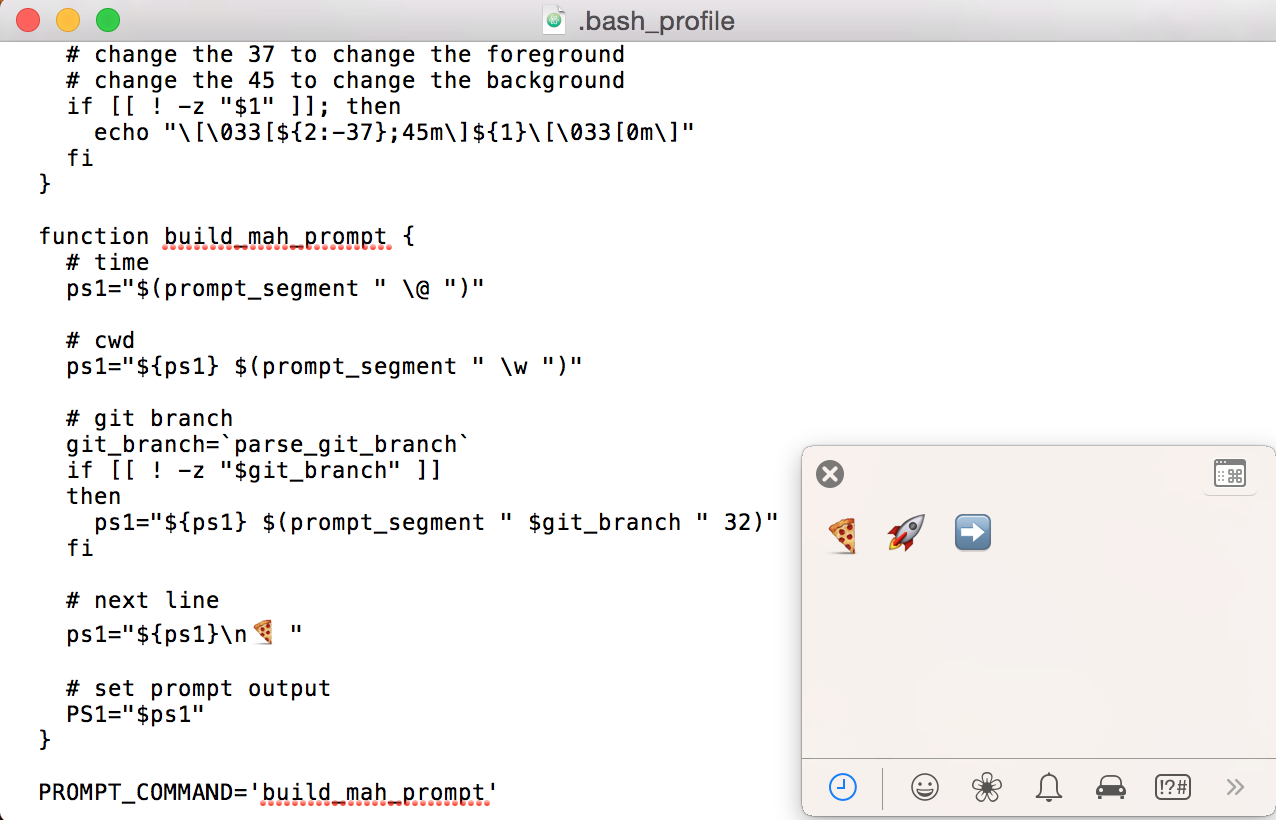 .bash_profile
  # change the 37 to change the foreground
  # change the 45 to change the background
  if [[ ! -z "$1" ]]; then
    echo "\[\033[${2:-37};45m\]${1}\[\033[0m\]"
  fi
}

function build_mah_prompt {
  # time
  ps1="$(prompt_segment " \@ ")"

  # cwd
  ps1="${ps1} $(prompt_segment " \w ")"

  # git branch
  git_branch=`parse_git_branch`
  if [[ ! -z "$git_branch" ]]
  then
    ps1="${ps1} $(prompt_segment " $git_branch " 32)"
  fi

  # next line
  ps1="${ps1}\n🍕 "

  # set prompt output
  PS1="$ps1"
}

PROMPT_COMMAND='build_mah_prompt'
!?#